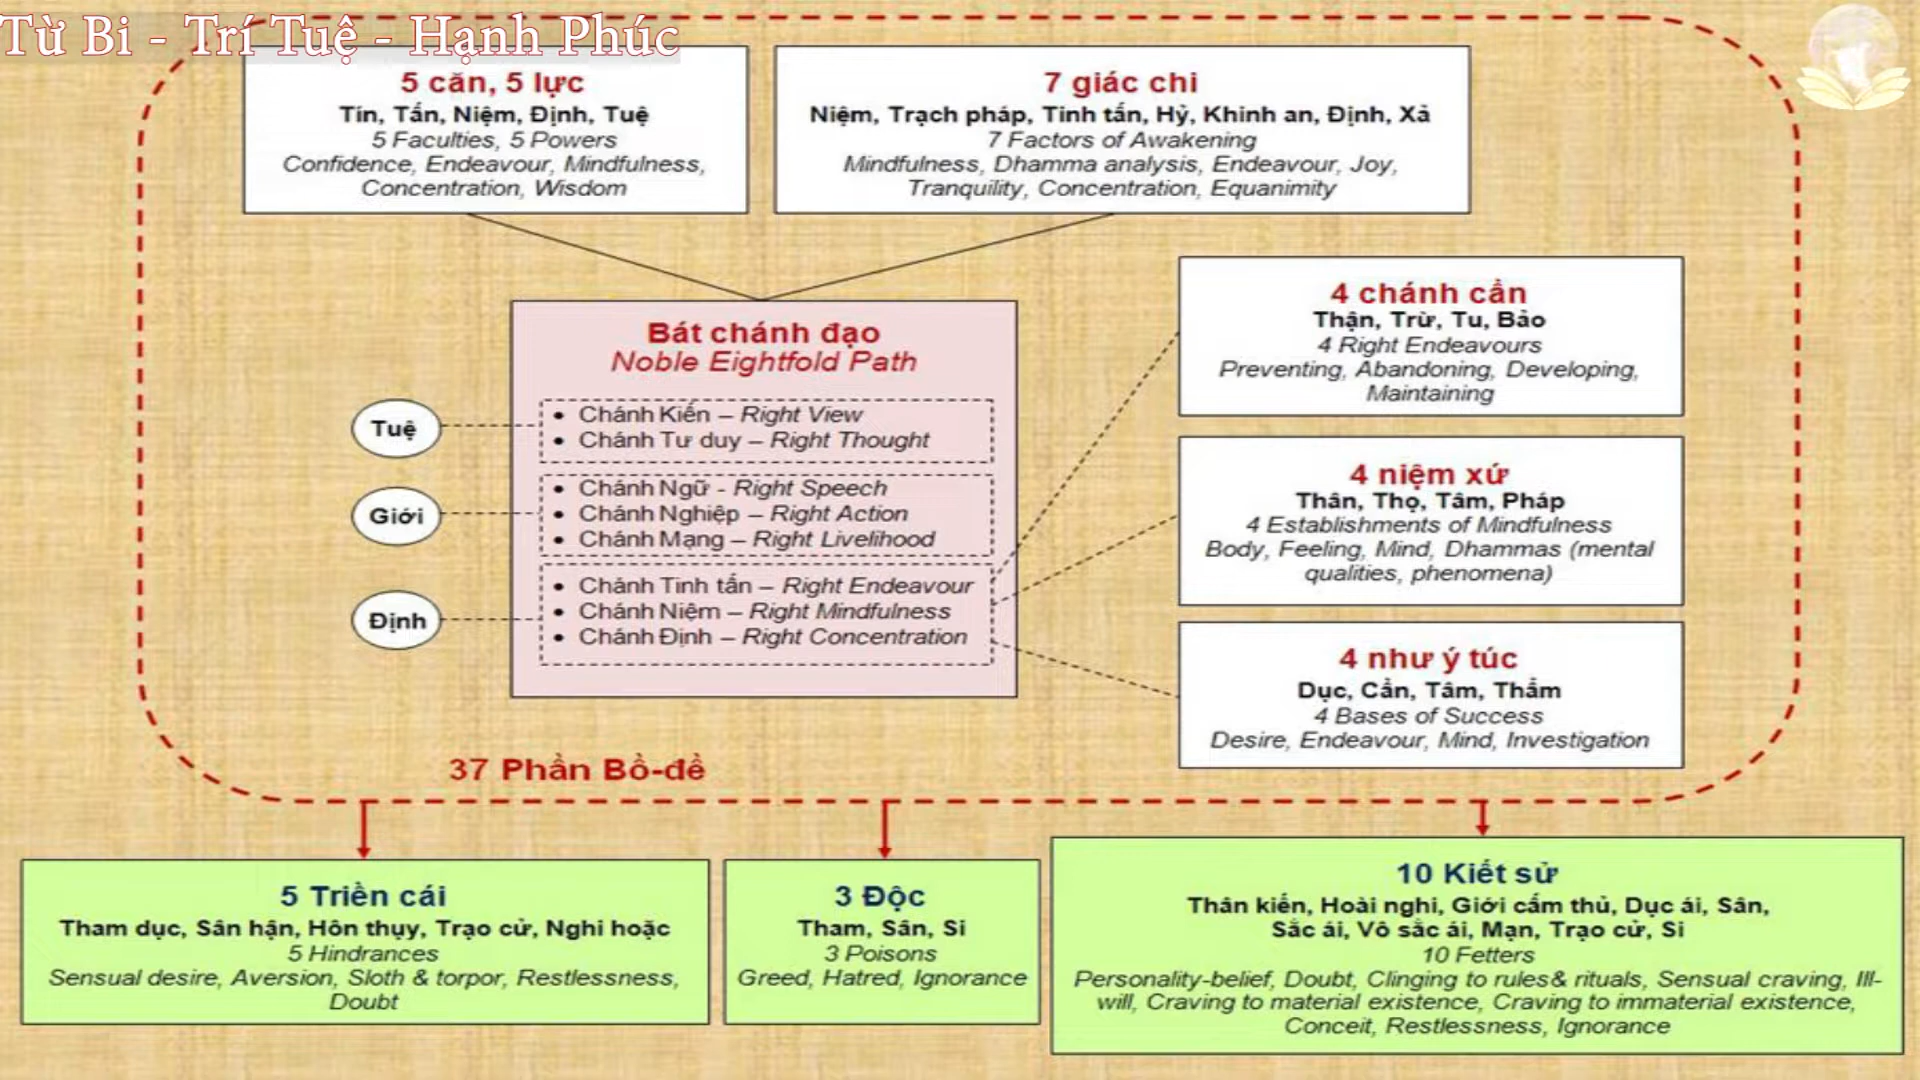 Từ Bi - Trí Tuệ - Hạnh Phúc
5 căn, 5 lực
Tín, Tấn, Niệm, Định, Tuệ
5 Faculties, 5 Powers
Confidence, Endeavour, Mindfulness,
Concentration, Wisdom
7 giác chi
Niệm, Trạch pháp, Tinh tấn, Hỷ, Khinh an, Định, Xả
7 Factors of Awakening
Mindfulness, Dhamma analysis, Endeavour, Joy,
Tranquility, Concentration, Equanimity
Bát chánh đạo
Noble Eightfold Path
Tuệ
• Chánh Kiến – Right View
• Chánh Tư duy – Right Thought
Giới
• Chánh Ngữ - Right Speech
• Chánh Nghiệp – Right Action
• Chánh Mạng – Right Livelihood
Định
• Chánh Tinh tấn – Right Endeavour
• Chánh Niệm – Right Mindfulness
• Chánh Định – Right Concentration
4 chánh cần
Thận, Trừ, Tu, Bảo
4 Right Endeavours
Preventing, Abandoning, Developing,
Maintaining
4 niệm xứ
Thân, Thọ, Tâm, Pháp
4 Establishments of Mindfulness
Body, Feeling, Mind, Dhammas (mental
qualities, phenomena)
4 như ý túc
Dục, Cần, Tâm, Thẩm
4 Bases of Success
Desire, Endeavour, Mind, Investigation
37 Phần Bồ-đề
5 Triền cái
Tham dục, Sân hận, Hôn thụy, Trạo cử, Nghi hoặc
5 Hindrances
Sensual desire, Aversion, Sloth & torpor, Restlessness,
Doubt
3 Độc
Tham, Sân, Si
3 Poisons
Greed, Hatred, Ignorance
10 Kiết sử
Thân kiến, Hoài nghi, Giới cấm thủ, Dục ái, Sân,
Sắc ái, Vô sắc ái, Mạn, Trạo cử, Si
10 Fetters
Personality-belief, Doubt, Clinging to rules& rituals, Sensual craving, Ill-
will, Craving to material existence, Craving to immaterial existence,
Conceit, Restlessness, Ignorance